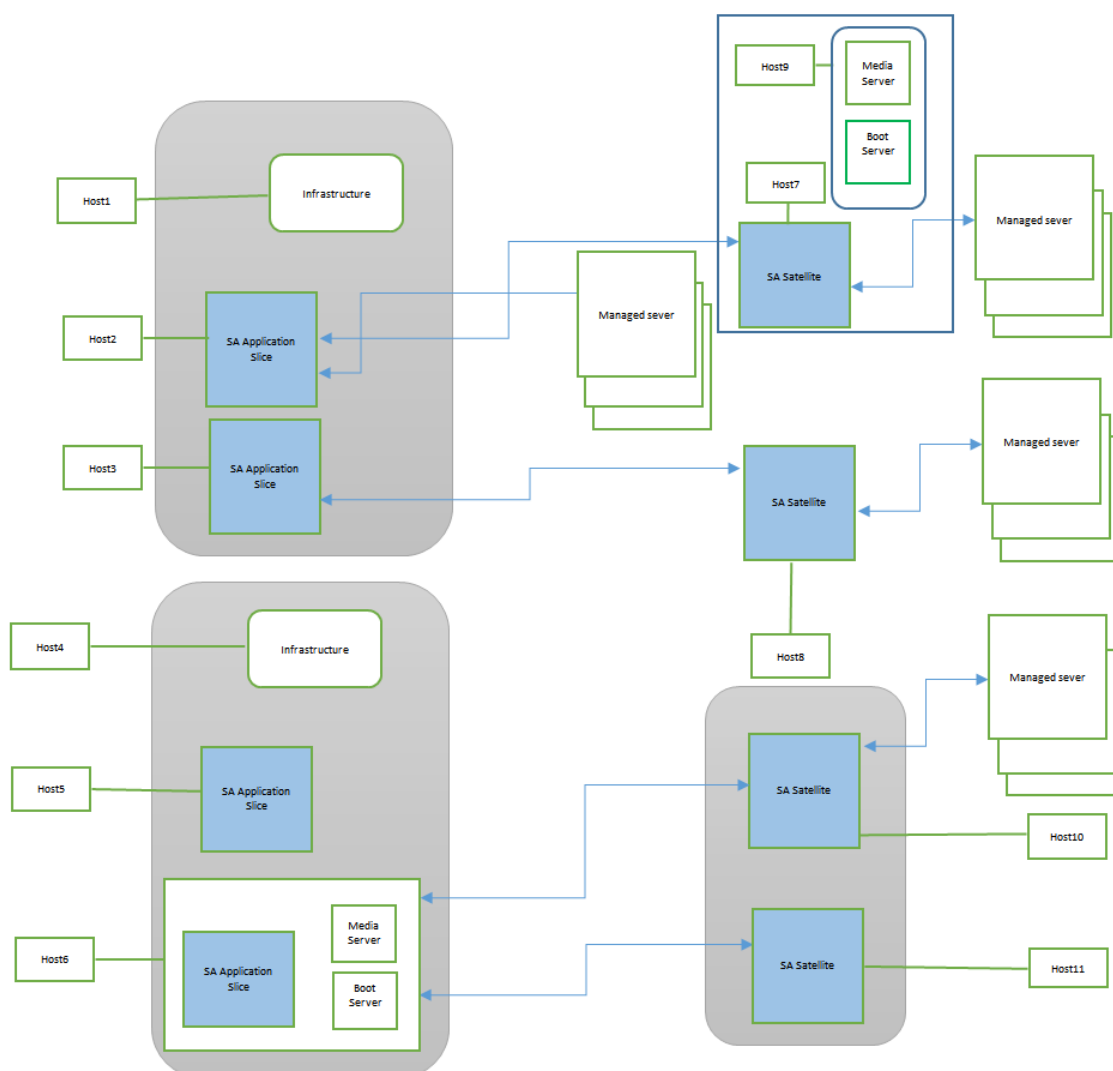 Host9
Media
Server
Boot
Server
Host7
Infrastructure
Host1
Managed sever
SA Satellite
Managed sever
Host2
SA Application
Slice
Host3
SA Application
Slice
Managed sever
SA Satellite
Host4
Infrastructure
Host8
Managed sever
Host5
SA Application
Slice
SA Satellite
Host10
Media
Server
Host6
SA Application
Slice
Boot
Server
SA Satellite
Host11